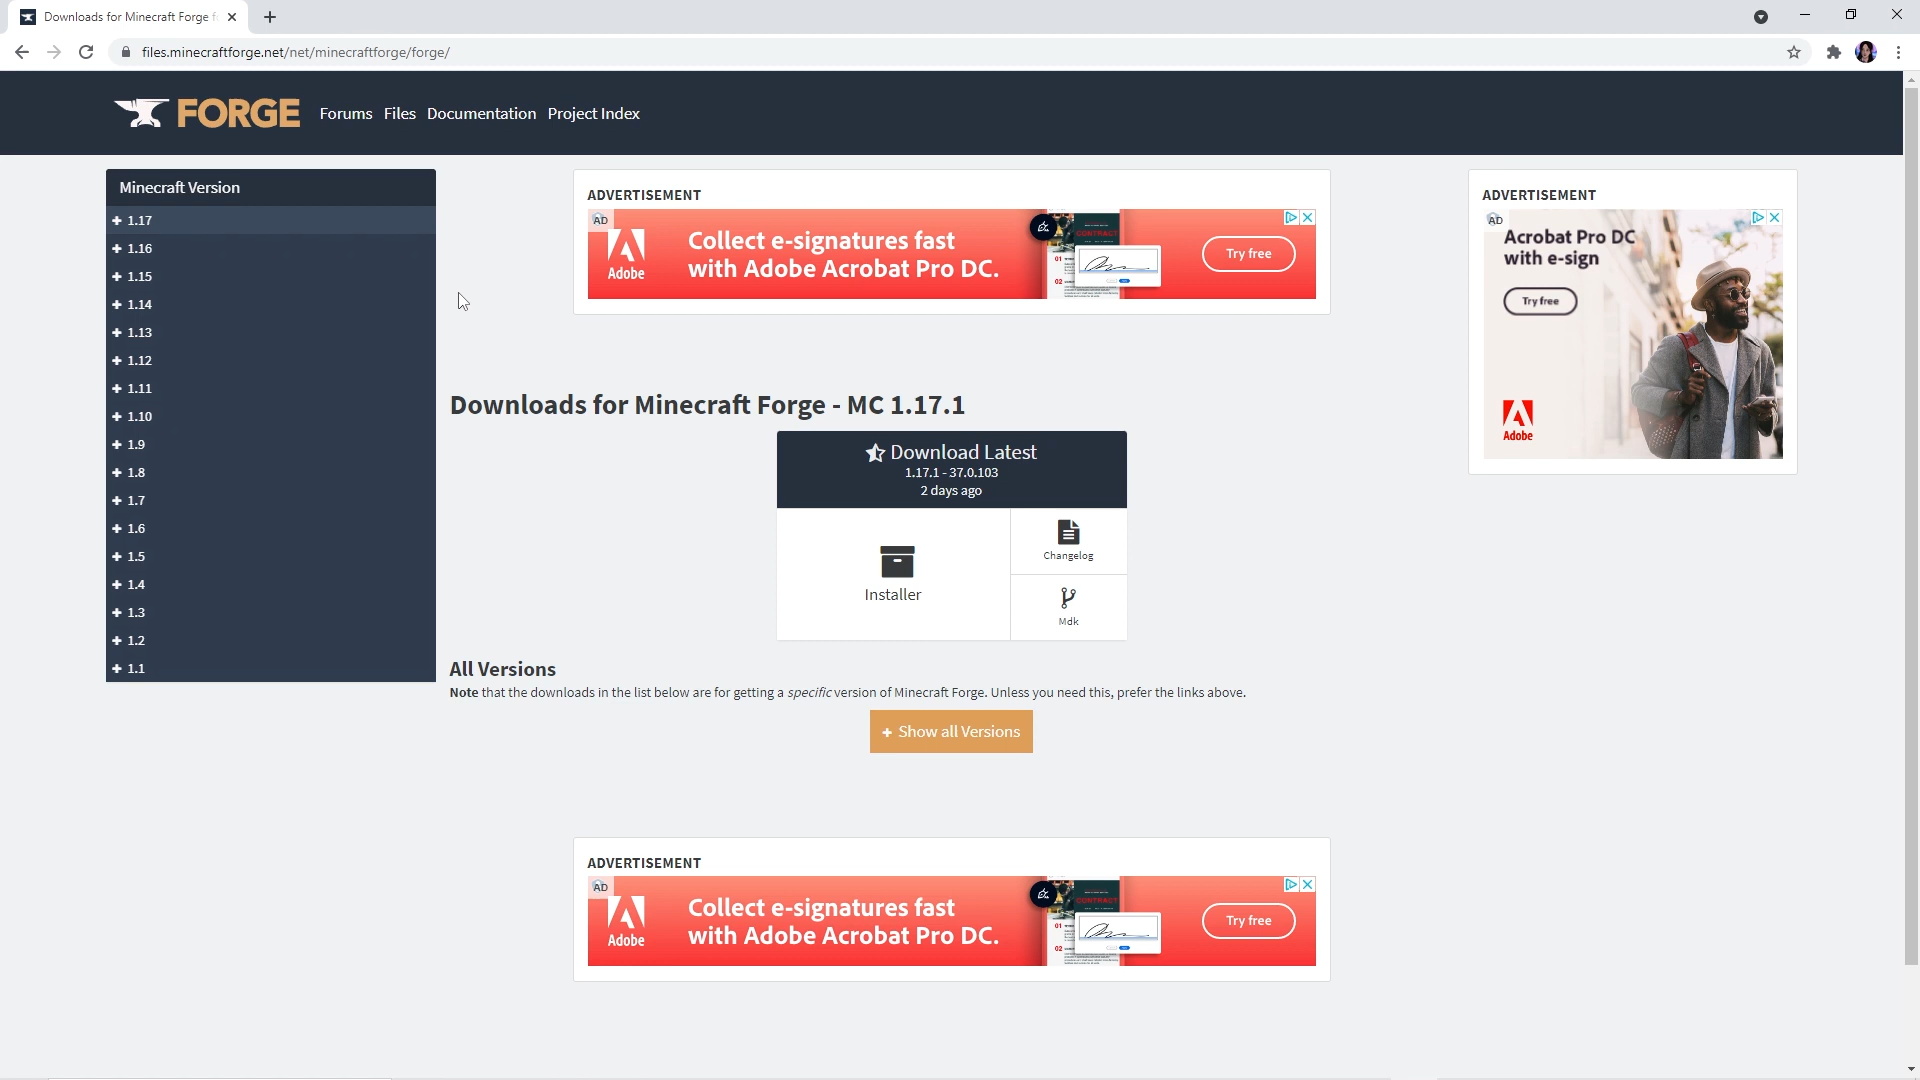 Downloads for Minecraft Forge f
files.minecraftforge.net/net/minecraftforge/forge/
FORGE
Forums Files Documentation Project Index
Minecraft Version
1.17
1.16
1.15
1.14
1.13
1.12
1.11
1.10
1.9
1.8
1.7
1.6
1.5
1.4
1.3
1.2
1.1
ADVERTISEMENT
AD
Adobe
Collect e-signatures fast
with Adobe Acrobat Pro DC.
CONTRACT
01
02
Try free
Downloads for Minecraft Forge - MC 1.17.1
Download Latest
1.17.1 - 37.0.103
2 days ago
Installer
Changelog
Mdk
All Versions
Note that the downloads in the list below are for getting a specific version of Minecraft Forge. Unless you need this, prefer the links above.
+ Show all Versions
ADVERTISEMENT
AD
Adobe
Collect e-signatures fast
with Adobe Acrobat Pro DC.
CONTRACT
01
02
Try free
ADVERTISEMENT
AD
Acrobat Pro DC
with e-sign
Try free
Adobe